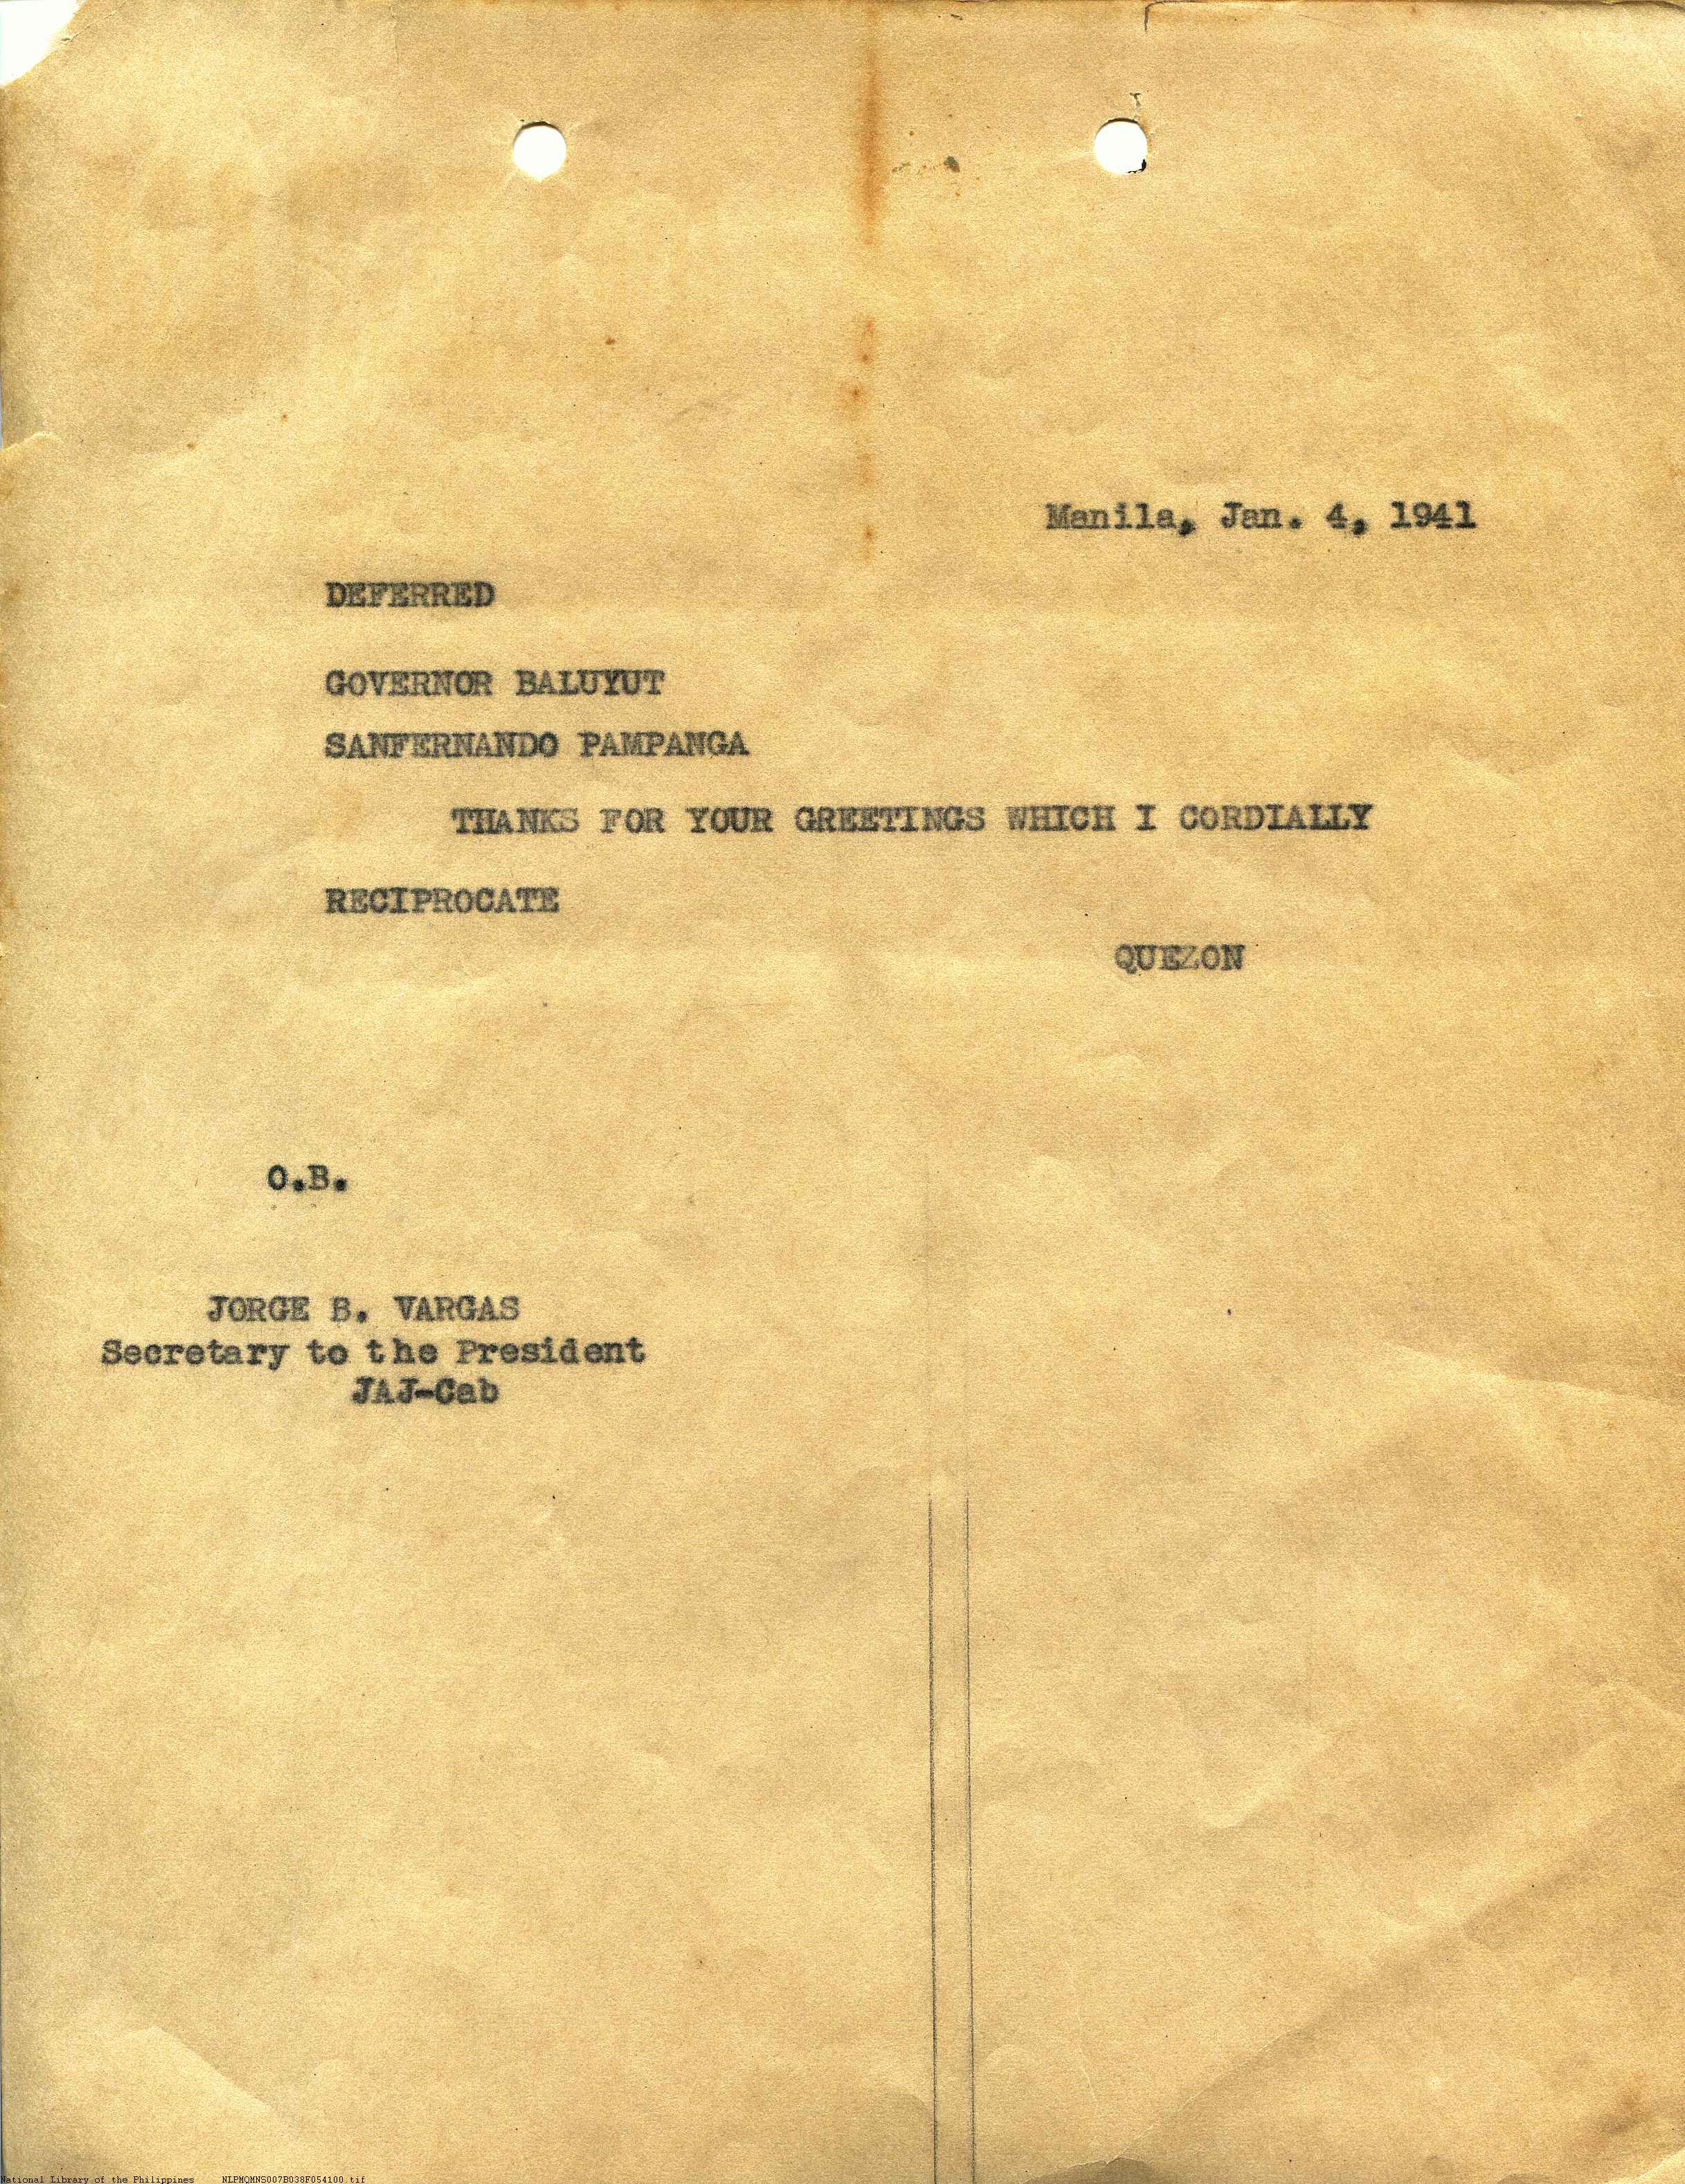 Manila, Jan. 4, 1941
DEFERRED
GOVERNOR BALUYUT
SANFERNANDO PAMPANGA
THANKS FOR YOUR GREETINGS WHICH I CORDIALLY
RECIPROCATE
QUEZON
O.B.
JORGE B. VARGAS
Secretary to the President
JAJ-Cab
National Library of the Philippines NLPMQMNS007B038F054100.tif